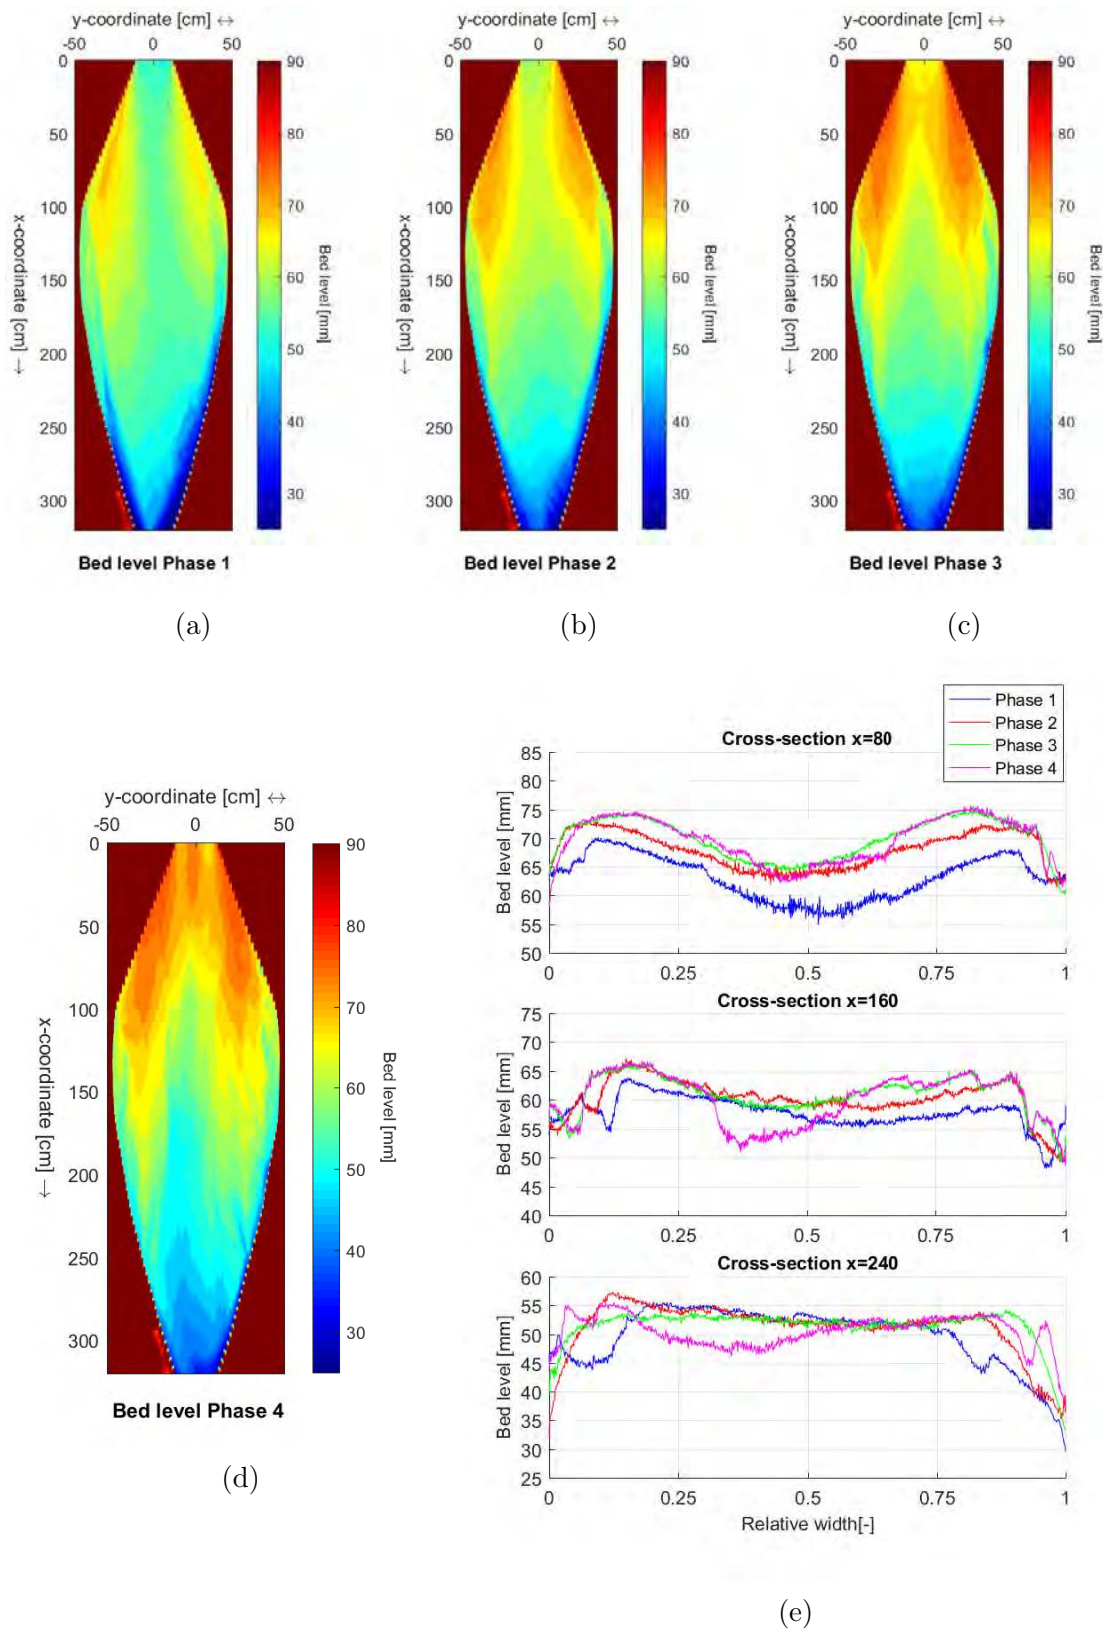 y-coordinate [cm] ↔
-50 0 50
0
50
100
150
200
250
300
x-coordinate [cm] →
90
80
70
60
50
40
30
Bed level [mm]
Bed level Phase 1
(a)
y-coordinate [cm] ↔
-50 0 50
0
50
100
150
200
250
300
x-coordinate [cm] →
90
80
70
60
50
40
30
Bed level [mm]
Bed level Phase 2
(b)
y-coordinate [cm] ↔
-50 0 50
0
50
100
150
200
250
300
x-coordinate [cm] →
90
80
70
60
50
40
30
Bed level [mm]
Bed level Phase 3
(c)
y-coordinate [cm] ↔
-50 0 50
0
50
100
150
200
250
300
x-coordinate [cm] →
90
80
70
60
50
40
30
Bed level [mm]
Bed level Phase 4
(d)
Phase 1
Phase 2
Phase 3
Phase 4
Cross-section x=80
85
80
75
70
65
60
55
50
Bed level [mm]
0 0.25 0.5 0.75 1
Cross-section x=160
75
70
65
60
55
50
45
40
Bed level [mm]
0 0.25 0.5 0.75 1
Cross-section x=240
60
55
50
45
40
35
30
25
Bed level [mm]
0 0.25 0.5 0.75 1
Relative width[-]
(e)